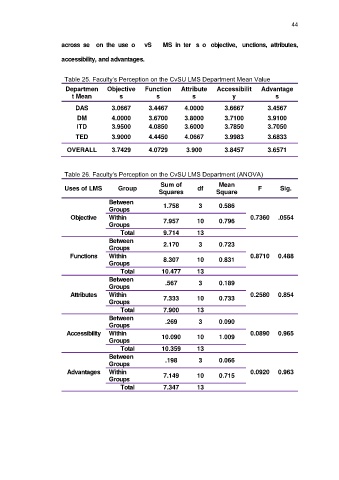 44
across se on the use o vS MS in ter s o objective, unctions, attributes,
accessibility, and advantages.
Table 25. Faculty's Perception on the CvSU LMS Department Mean Value
Departmen t Mean Objective s Function s Attribute s Accessibilit y Advantage s
DAS 3.0667 3.4467 4.0000 3.6667 3.4567
DM 4.0000 3.6700 3.8000 3.7100 3.9100
ITD 3.9500 4.0850 3.6000 3.7850 3.7050
TED 3.9000 4.4450 4.0667 3.9983 3.6833
OVERALL 3.7429 4.0729 3.900 3.8457 3.6571
Table 26. Faculty's Perception on the CvSU LMS Department (ANOVA)
Uses of LMS Group Sum of Squares df Mean Square F Sig.
Objective Between Groups 1.758 3 0.586 0.7360 .0554
Within Groups 7.957 10 0.796
Total 9.714 13
Functions Between Groups 2.170 3 0.723 0.8710 0.488
Within Groups 8.307 10 0.831
Total 10.477 13
Attributes Between Groups .567 3 0.189 0.2580 0.854
Within Groups 7.333 10 0.733
Total 7.900 13
Accessibility Between Groups .269 3 0.090 0.0890 0.965
Within Groups 10.090 10 1.009
Total 10.359 13
Advantages Between Groups .198 3 0.066 0.0920 0.963
Within Groups 7.149 10 0.715
Total 7.347 13